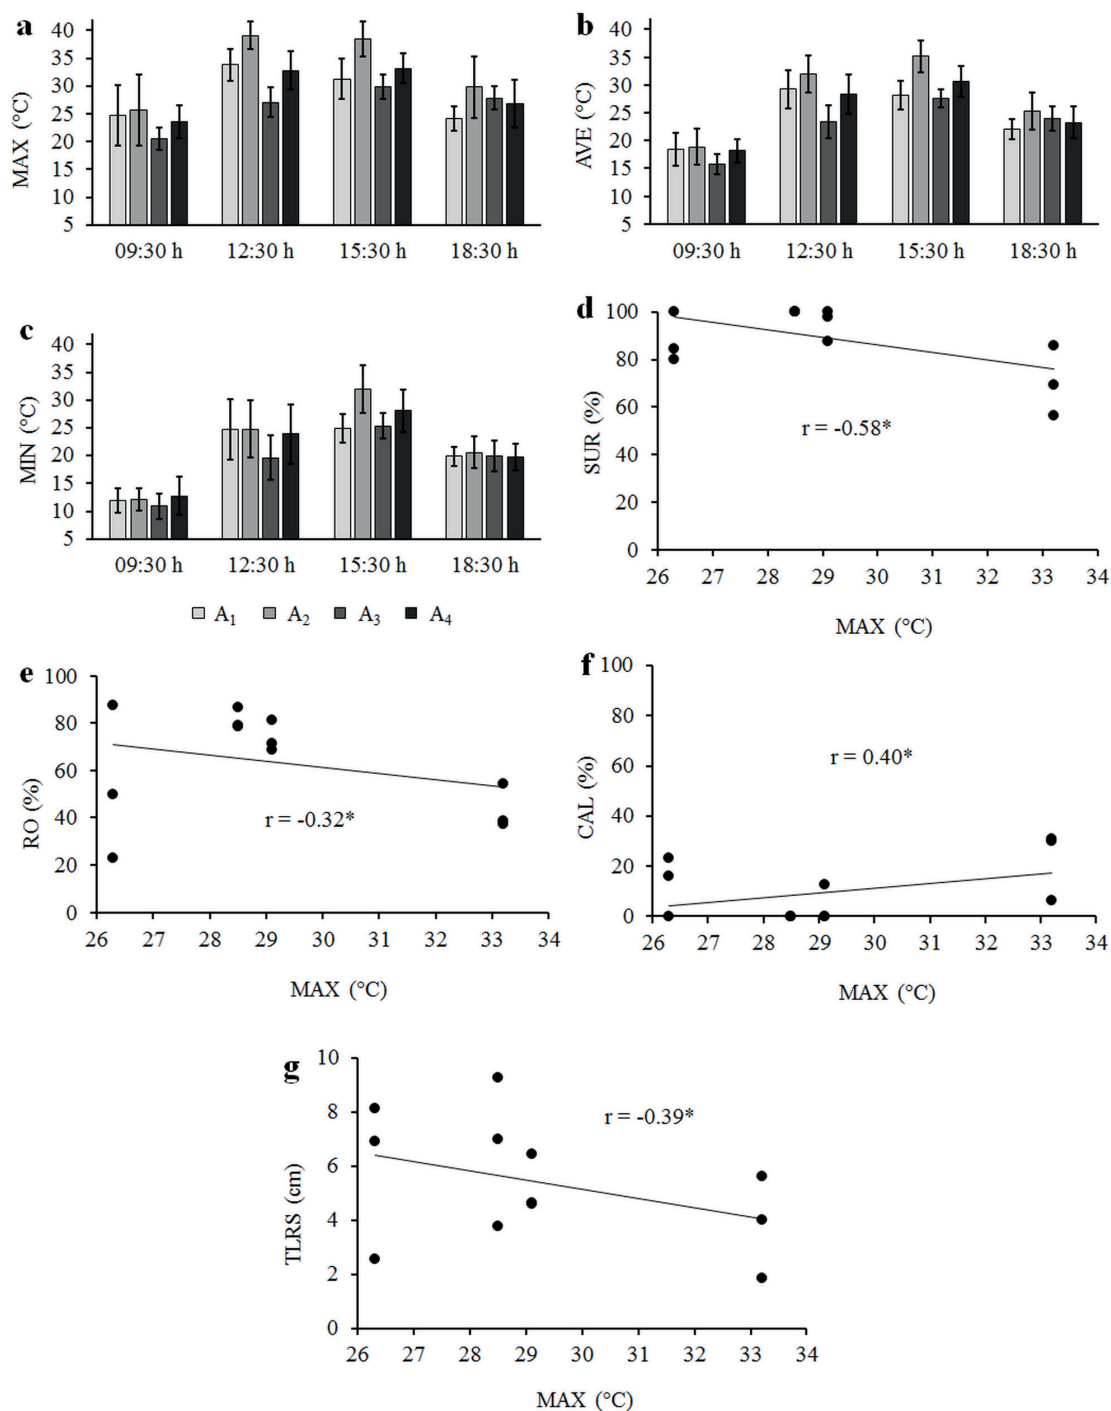 a
MAX (°C)
40
35
30
25
20
15
10
5
09:30 h 12:30 h 15:30 h 18:30 h
b
AVE (°C)
40
35
30
25
20
15
10
5
09:30 h 12:30 h 15:30 h 18:30 h
c
MIN (°C)
40
35
30
25
20
15
10
5
09:30 h 12:30 h 15:30 h 18:30 h
A1 A2 A3 A4
d
SUR (%)
100
80
60
40
20
0
r = -0.58*
26 27 28 29 30 31 32 33 34
MAX (°C)
e
RO (%)
100
80
60
40
20
0
r = -0.32*
26 27 28 29 30 31 32 33 34
MAX (°C)
f
CAL (%)
100
80
60
40
20
0
r = 0.40*
26 27 28 29 30 31 32 33 34
MAX (°C)
g
TLRS (cm)
10
8
6
4
2
0
r = -0.39*
26 27 28 29 30 31 32 33 34
MAX (°C)